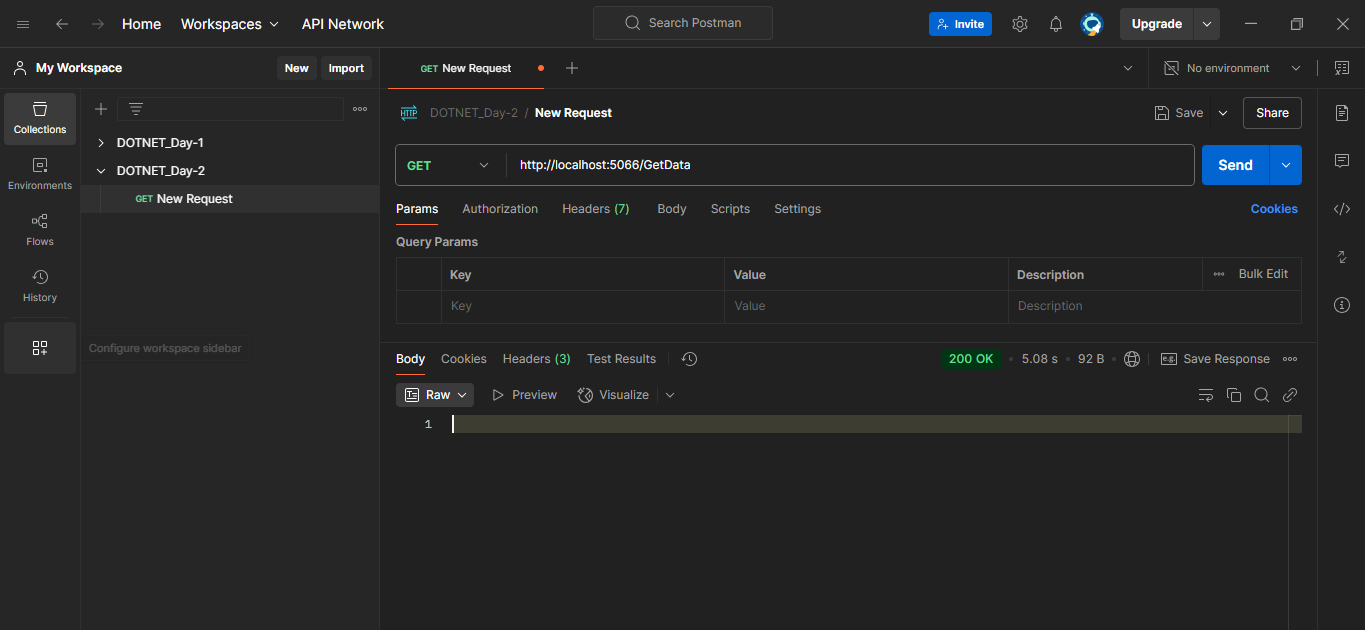 Home Workspaces API Network Search Postman Invite Upgrade
My Workspace New Import GET New Request No environment
Collections
Environments
Flows
History
DOTNET_Day-1
DOTNET_Day-2
GET New Request
Configure workspace sidebar
HTTP DOTNET_Day-2 / New Request Save Share
GET http://localhost:5066/GetData Send
Params Authorization Headers (7) Body Scripts Settings Cookies
Query Params
Key Value Description Bulk Edit
Key Value Description
Body Cookies Headers (3) Test Results 200 OK • 5.08 s • 92 B • e.g. Save Response
Raw Preview Visualize
1